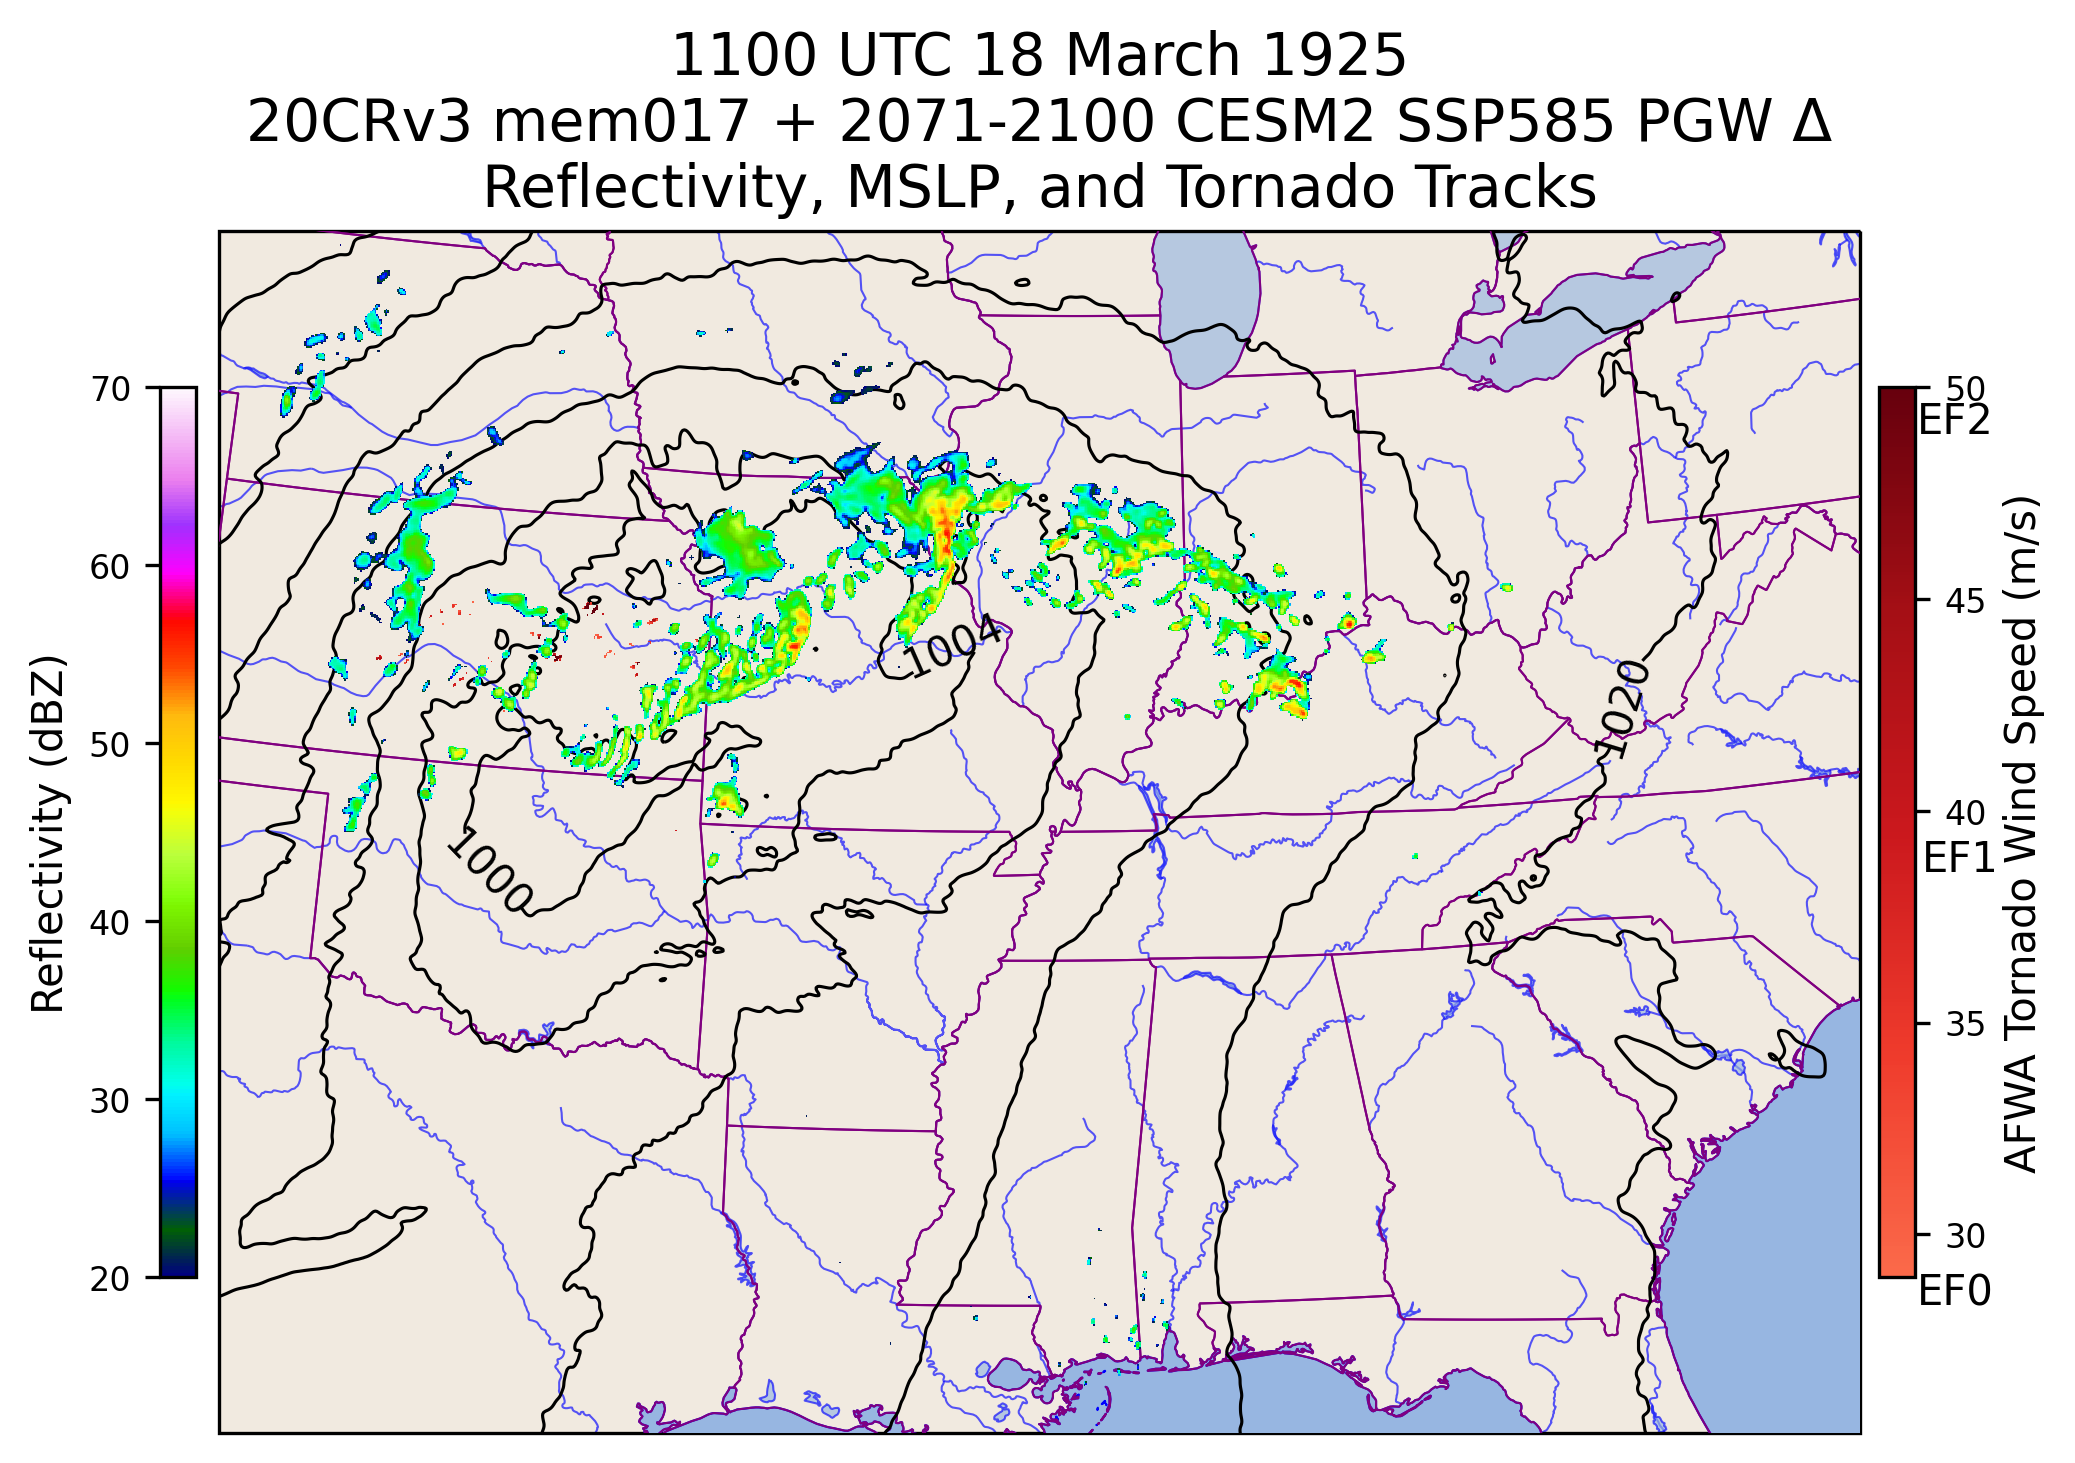 1100 UTC 18 March 1925
20CRv3 mem017 + 2071-2100 CESM2 SSP585 PGW Δ
Reflectivity, MSLP, and Tornado Tracks
70
60
50
40
30
20
Reflectivity (dBZ)
1004
1020
1000
50
EF2
45
40
EF1
35
30
EF0
AFWA Tornado Wind Speed (m/s)